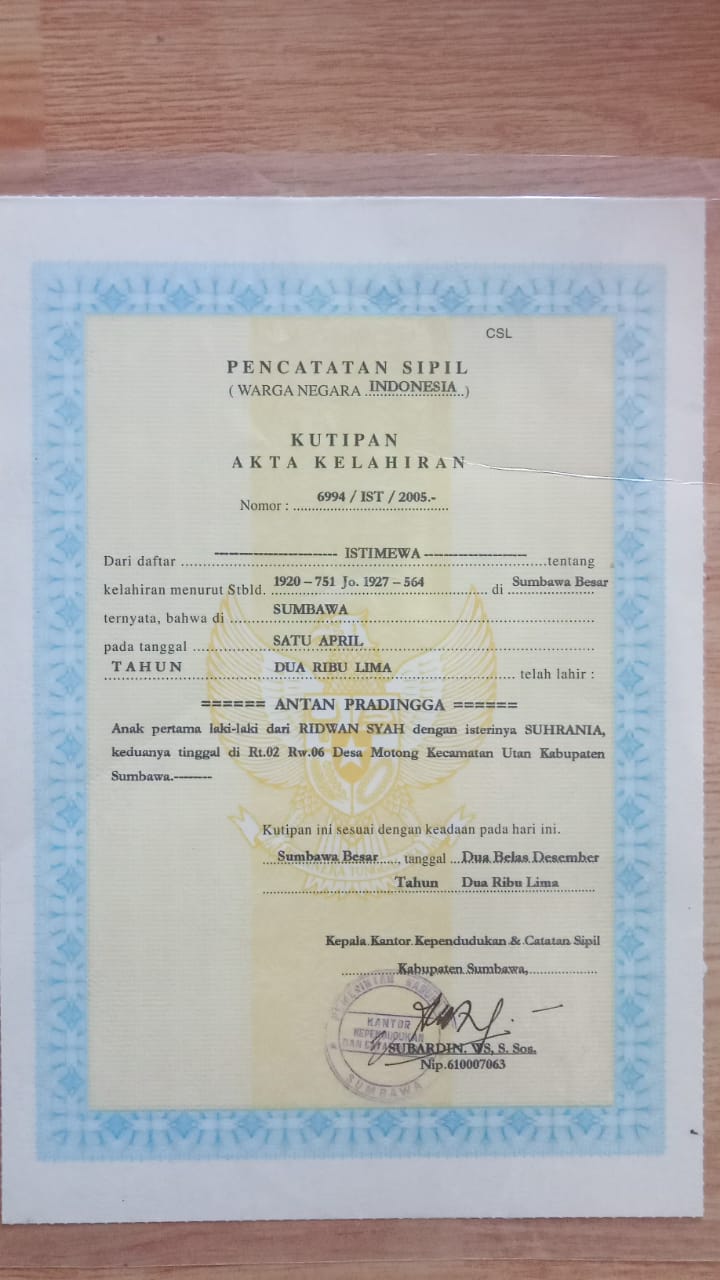 CSL
PENCATATAN SIPIL
( WARGA NEGARA INDONESIA )
KUTIPAN
AKTA KELAHIRAN
Nomor : 6994 / IST / 2005.-
Dari daftar ---------- ISTIMEWA ---------- tentang
kelahiran menurut Stbld. 1920 – 751 Jo. 1927 – 564 di Sumbawa Besar
ternyata, bahwa di SUMBAWA
pada tanggal SATU APRIL
TAHUN DUA RIBU LIMA telah lahir :
====== ANTAN PRADINGGA ======
Anak pertama laki-laki dari RIDWAN SYAH dengan isterinya SUHRANIA,
keduanya tinggal di Rt.02 Rw.06 Desa Motong Kecamatan Utan Kabupaten
Sumbawa.--------
Kutipan ini sesuai dengan keadaan pada hari ini.
Sumbawa Besar, tanggal Dua Belas Desember
Tahun Dua Ribu Lima
Kepala Kantor Kependudukan & Catatan Sipil
Kabupaten Sumbawa,
PEMERINTAH
KANTOR
KEPENDUDUKAN
SUMBAWA
SUBARDIN. WS, S. Sos.
Nip.610007063